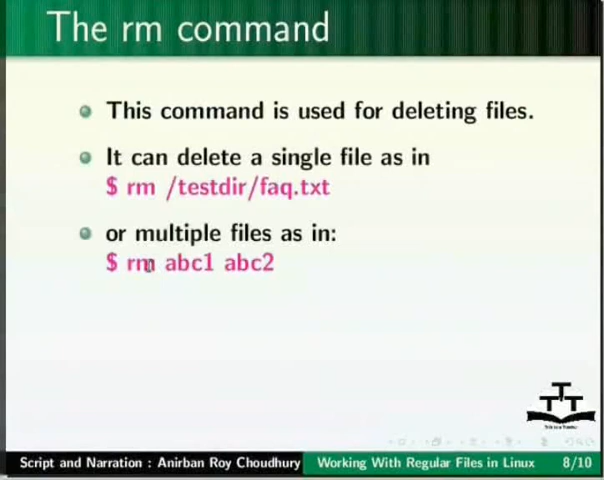 The rm command
This command is used for deleting files.
It can delete a single file as in
$ rm /testdir/faq.txt
or multiple files as in:
$ rm abc1 abc2
TTT
Script and Narration : Anirban Roy Choudhury
Working With Regular Files in Linux
8/10